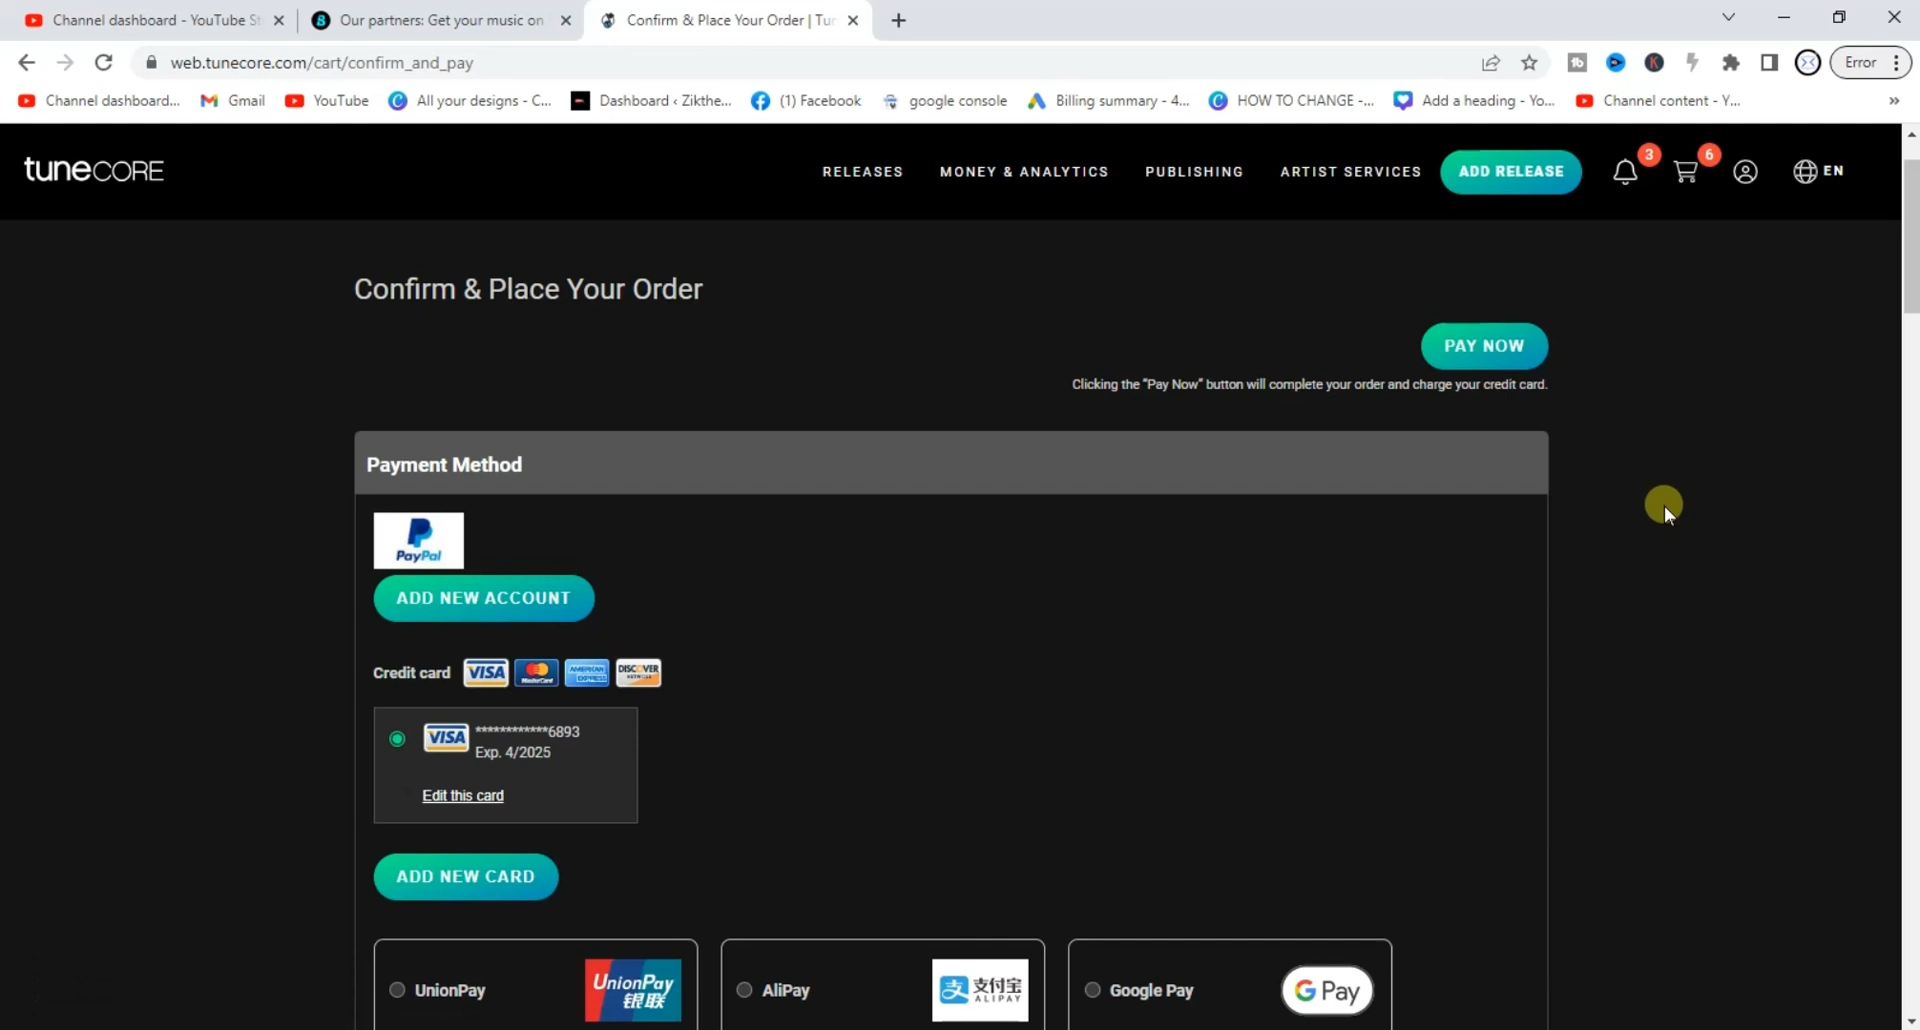 Channel dashboard - YouTube St
Our partners: Get your music on
Confirm & Place Your Order | Tun
web.tunecore.com/cart/confirm_and_pay
Error
Channel dashboard...
Gmail
YouTube
All your designs - C...
Dashboard ‹ Zikthe...
(1) Facebook
google console
Billing summary - 4...
HOW TO CHANGE -...
Add a heading - Yo...
Channel content - Y...
»
tuneCORE
RELEASES
MONEY & ANALYTICS
PUBLISHING
ARTIST SERVICES
ADD RELEASE
3
6
EN
Confirm & Place Your Order
PAY NOW
Clicking the "Pay Now" button will complete your order and charge your credit card.
Payment Method
PayPal
ADD NEW ACCOUNT
Credit card
VISA
MasterCard
AMERICAN EXPRESS
DISCOVER NETWORK
VISA
************6893
Exp. 4/2025
Edit this card
ADD NEW CARD
UnionPay
UnionPay
银联
AliPay
支付宝
ALIPAY
Google Pay
G Pay